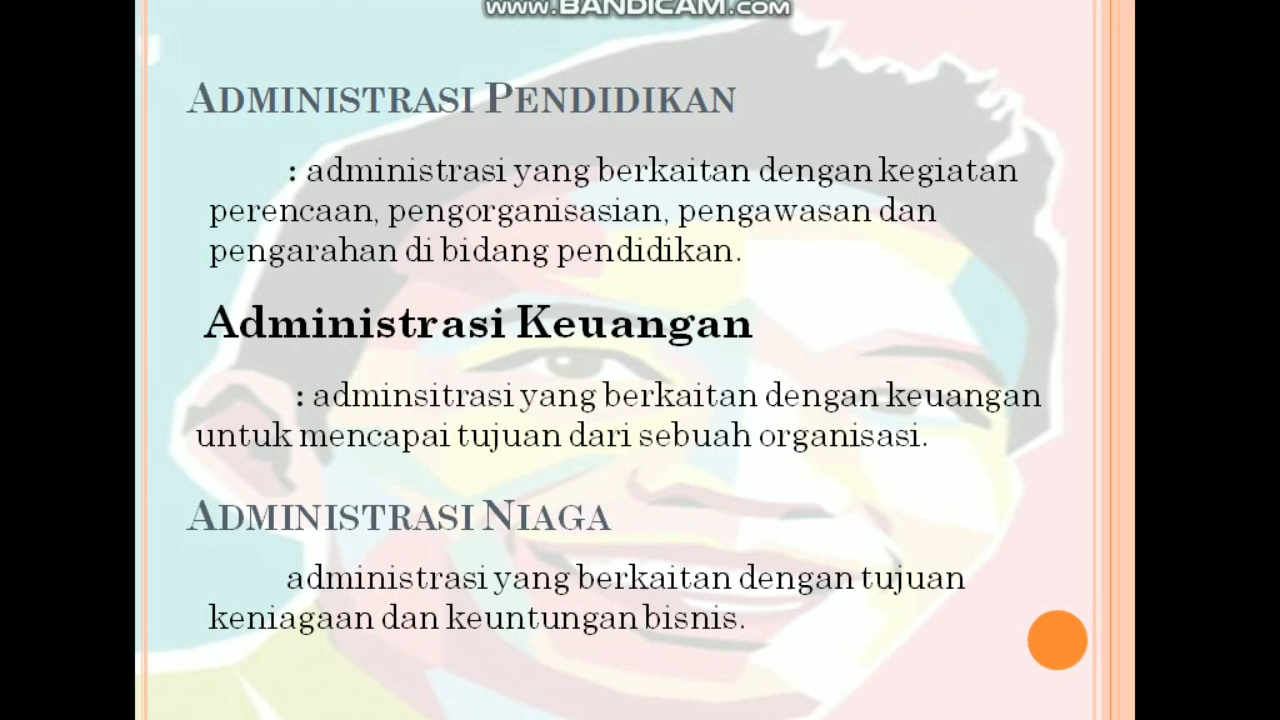 www.BANDICAM.com
ADMINISTRASI PENDIDIKAN
: administrasi yang berkaitan dengan kegiatan
perencaan, pengorganisasian, pengawasan dan
pengarahan di bidang pendidikan.
Administrasi Keuangan
: adminsitrasi yang berkaitan dengan keuangan
untuk mencapai tujuan dari sebuah organisasi.
ADMINISTRASI NIAGA
administrasi yang berkaitan dengan tujuan
keniagaan dan keuntungan bisnis.